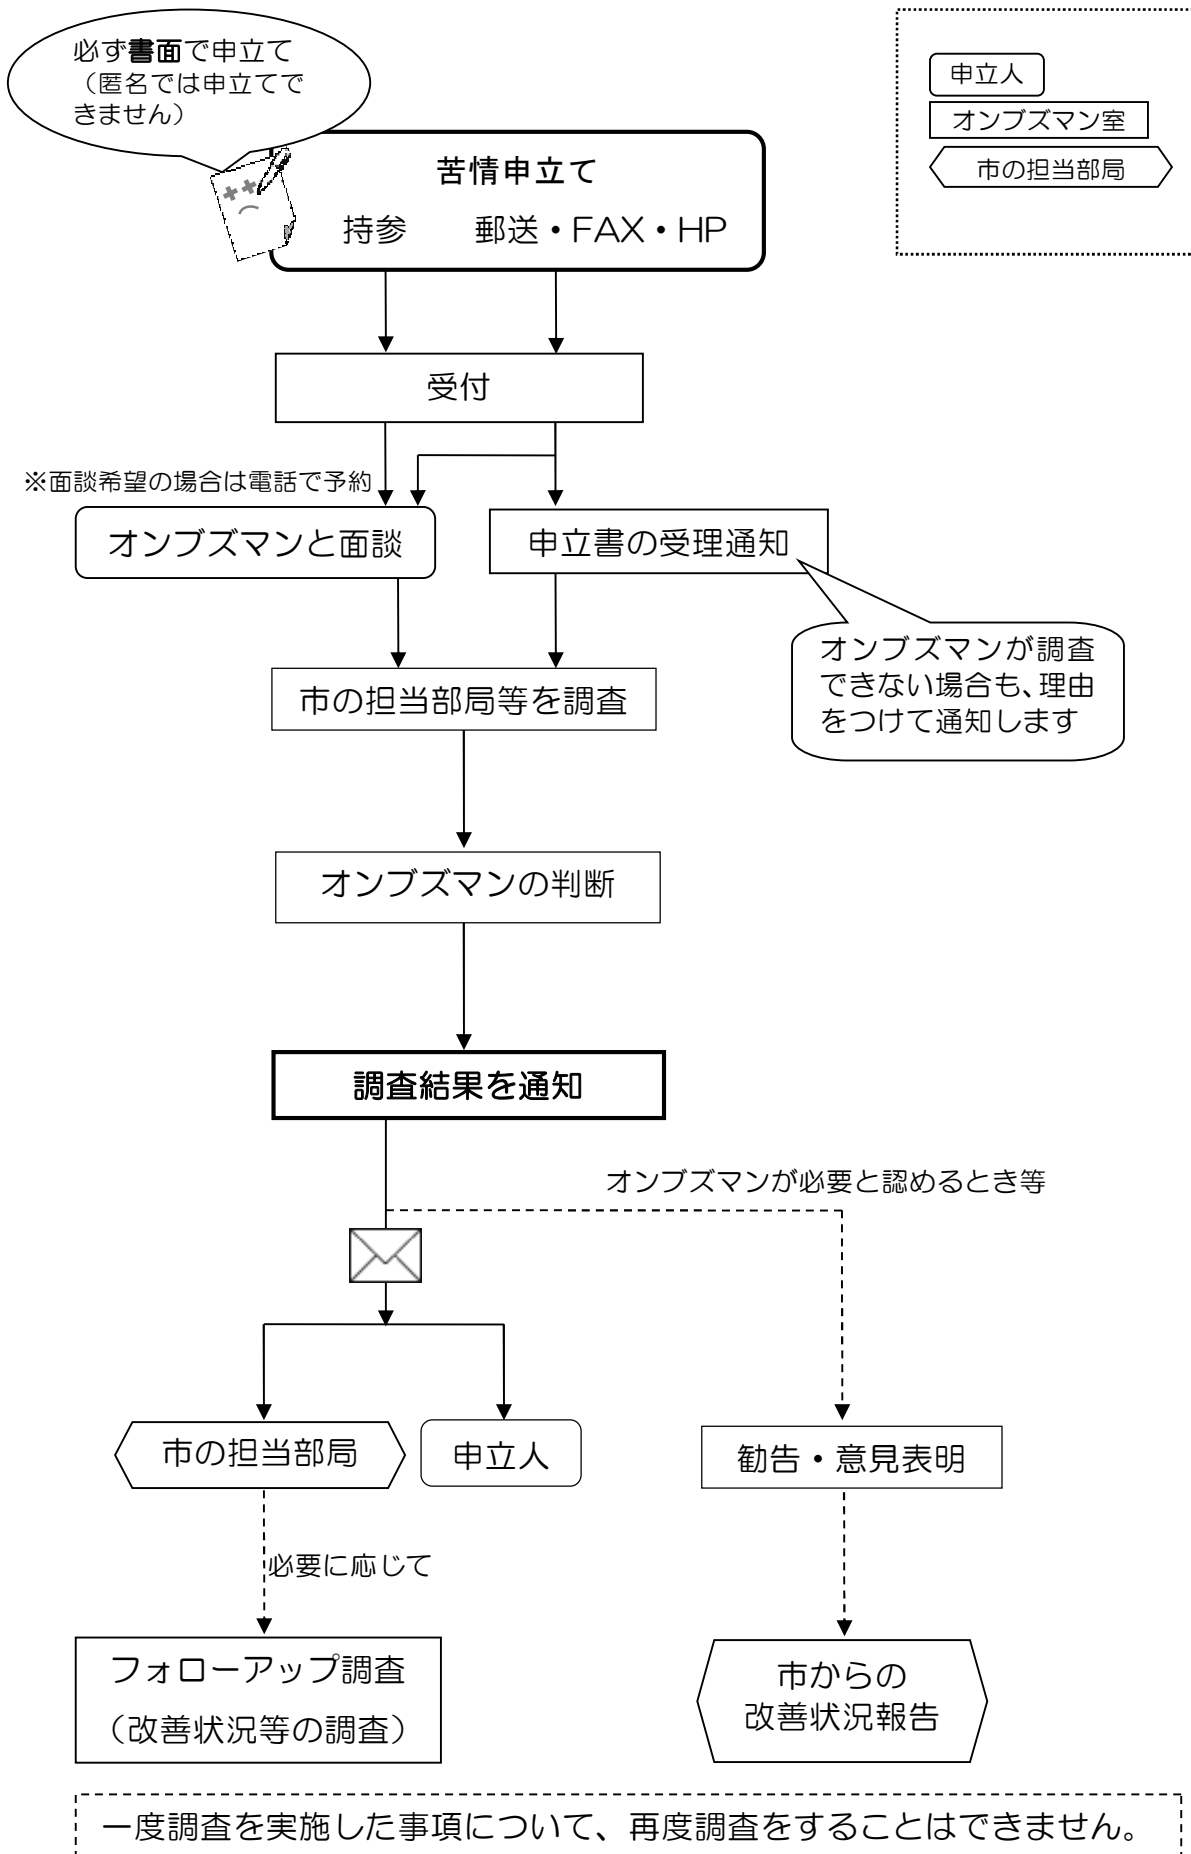 必ず書面で申立て
（匿名では申立てで
きません）
申立人
オンブズマン室
市の担当部局
苦情申立て
持参 郵送・FAX・HP
受付
※面談希望の場合は電話で予約
オンブズマンと面談
申立書の受理通知
オンブズマンが調査
できない場合も、理由
をつけて通知します
市の担当部局等を調査
オンブズマンの判断
調査結果を通知
オンブズマンが必要と認めるとき等
市の担当部局
申立人
勧告・意見表明
必要に応じて
フォローアップ調査
（改善状況等の調査）
市からの
改善状況報告
一度調査を実施した事項について、再度調査をすることはできません。